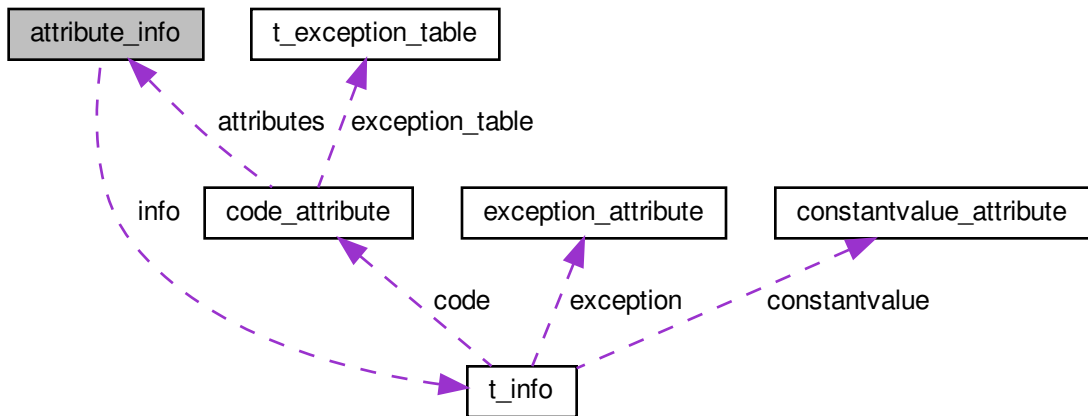 attribute_info
t_exception_table
attributes
exception_table
info
code_attribute
exception_attribute
constantvalue_attribute
code
exception
constantvalue
t_info